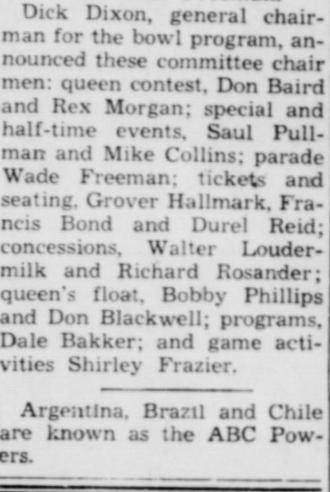 Dick Dixon, general chair-
man for the bowl program, an-
nounced these committee chair
men: queen contest, Don Baird
and Rex Morgan; special and
half-time events, Saul Pull-
man and Mike Collins; parade
Wade Freeman; tickets and
seating, Grover Hallmark, Fra-
ncis Bond and Durel Reid;
concessions, Walter Louder-
milk and Richard Rosander;
queen's float, Bobby Phillips
and Don Blackwell; programs,
Dale Bakker; and game acti-
vities Shirley Frazier.
Argentina, Brazil and Chile
are known as the ABC Pow-
ers.